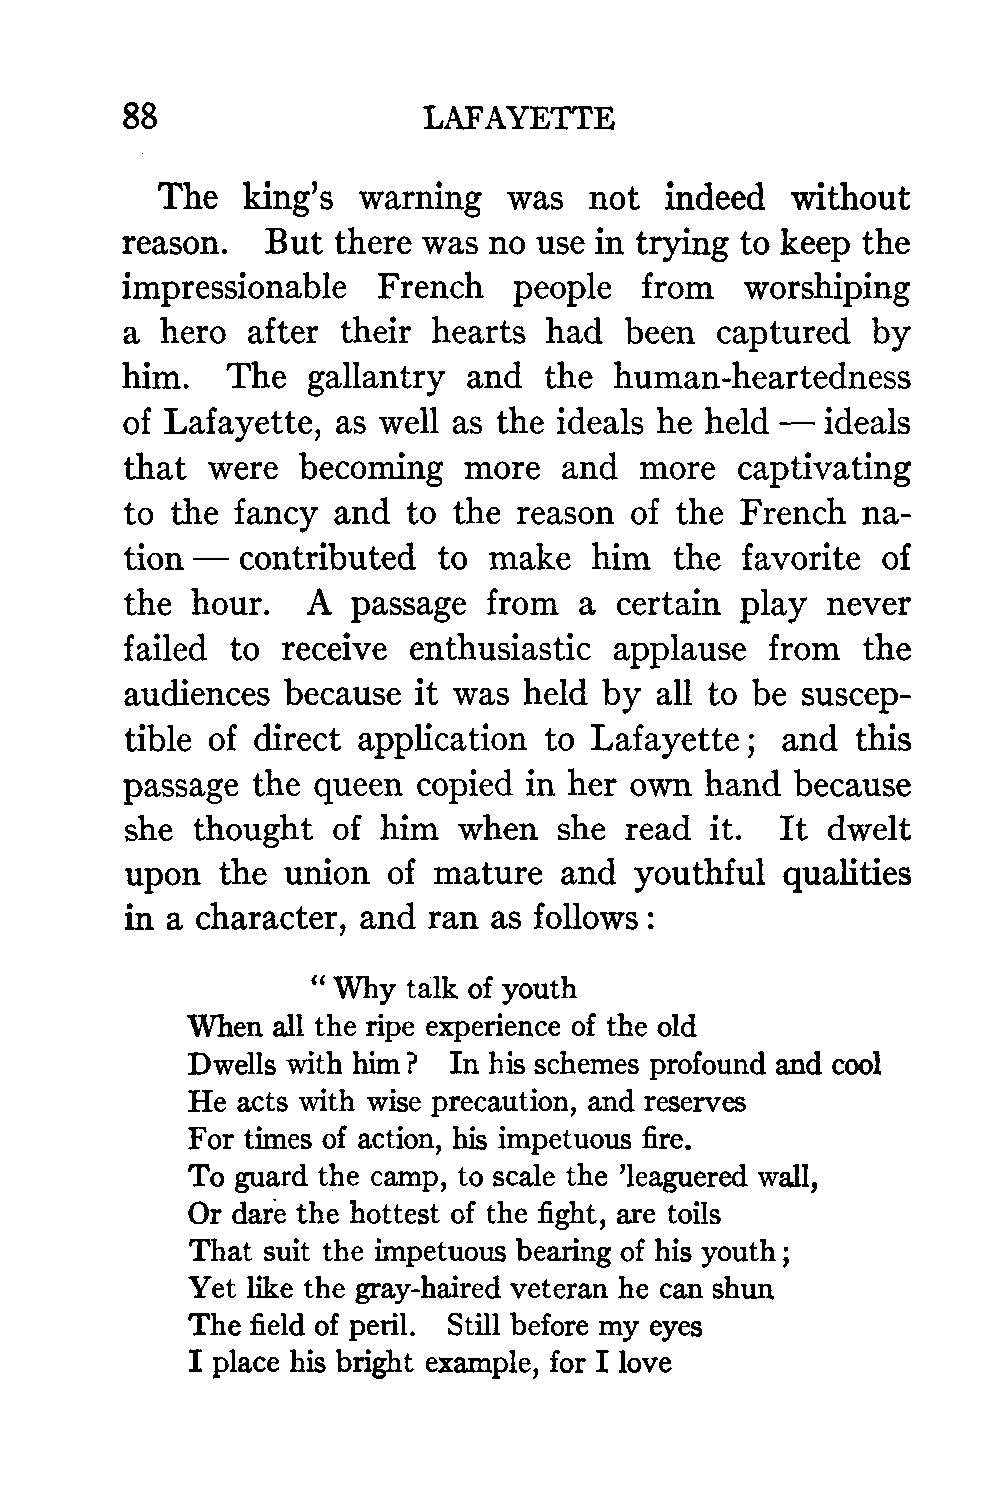 88 LAFAYETTE
The king's warning was not indeed without
reason. But there was no use in trying to keep the
impressionable French people from worshiping
a hero after their hearts had been captured by
him. The gallantry and the human-heartedness
of Lafayette, as well as the ideals he held — ideals
that were becoming more and more captivating
to the fancy and to the reason of the French na-
tion — contributed to make him the favorite of
the hour. A passage from a certain play never
failed to receive enthusiastic applause from the
audiences because it was held by all to be suscep-
tible of direct application to Lafayette; and this
passage the queen copied in her own hand because
she thought of him when she read it. It dwelt
upon the union of mature and youthful qualities
in a character, and ran as follows:
"Why talk of youth
When all the ripe experience of the old
Dwells with him? In his schemes profound and cool
He acts with wise precaution, and reserves
For times of action, his impetuous fire.
To guard the camp, to scale the 'leaguered wall,
Or dare the hottest of the fight, are toils
That suit the impetuous bearing of his youth;
Yet like the gray-haired veteran he can shun
The field of peril. Still before my eyes
I place his bright example, for I love